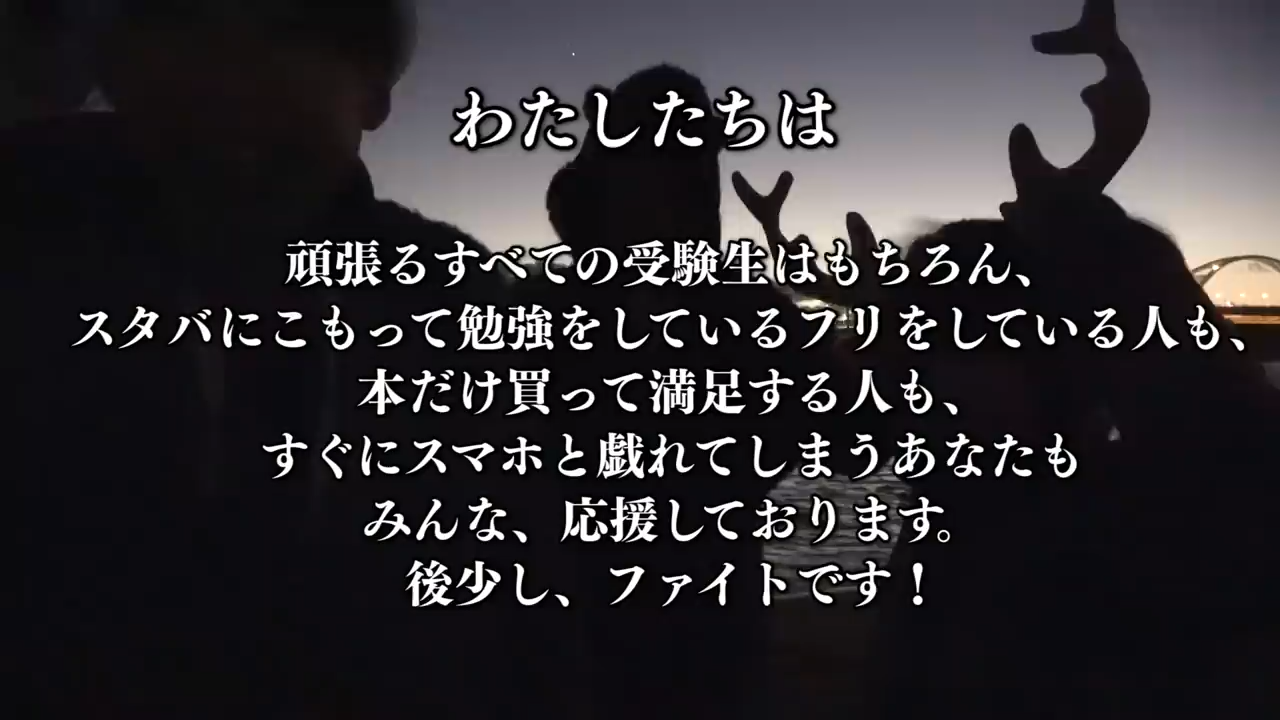 わたしたちは
頑張るすべての受験生はもちろん、
スタバにこもって勉強をしているフリをしている人も、
本だけ買って満足する人も、
すぐにスマホと戯れてしまうあなたも
みんな、応援しております。
後少し、ファイトです！